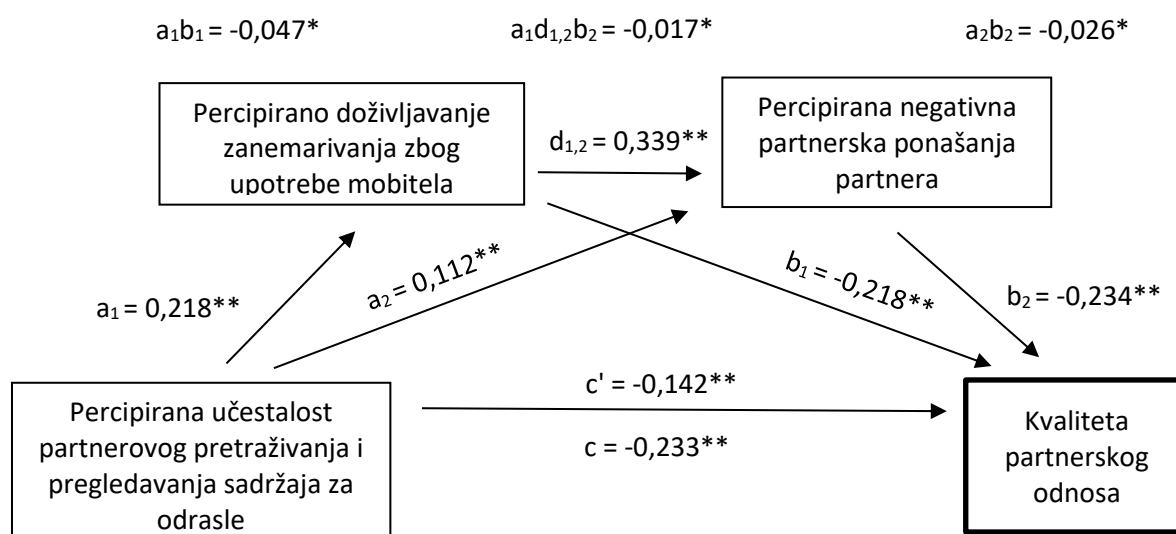 a₁b₁ = -0,047*
a₁d₁,₂b₂ = -0,017*
a₂b₂ = -0,026*
Percipirano doživljavanje
zanemarivanja zbog
upotrebe mobitela
d₁,₂ = 0,339**
Percipirana negativna
partnerska ponašanja
partnera
a₁ = 0,218**
a₂ = 0,112**
b₁ = -0,218**
b₂ = -0,234**
Percipirana učestalost
partnerovog pretraživanja i
pregledavanja sadržaja za
odrasle
c' = -0,142**
c = -0,233**
Kvaliteta
partnerskog
odnosa